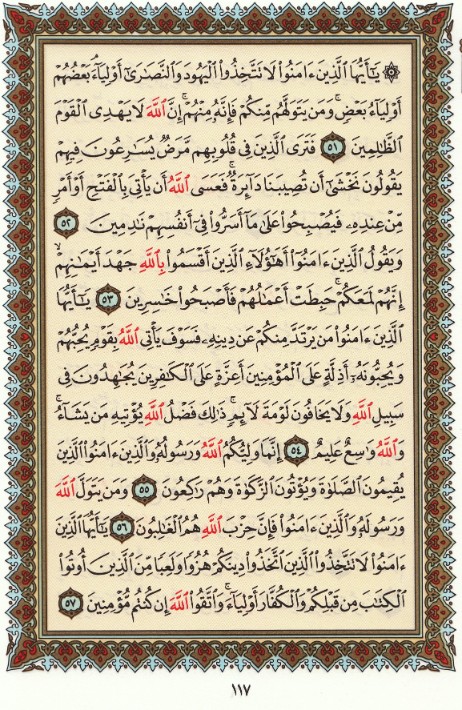 ۞ يَٰٓأَيُّهَا ٱلَّذِينَ ءَامَنُوا۟ لَا تَتَّخِذُوا۟ ٱلْيَهُودَ وَٱلنَّصَٰرَىٰٓ أَوْلِيَآءَ ۘ بَعْضُهُمْ
أَوْلِيَآءُ بَعْضٍ ۚ وَمَن يَتَوَلَّهُم مِّنكُمْ فَإِنَّهُۥ مِنْهُمْ ۗ إِنَّ ٱللَّهَ لَا يَهْدِى ٱلْقَوْمَ
ٱلظَّٰلِمِينَ ٥١ فَتَرَى ٱلَّذِينَ فِى قُلُوبِهِم مَّرَضٌ يُسَٰرِعُونَ فِيهِمْ
يَقُولُونَ نَخْشَىٰٓ أَن تُصِيبَنَا دَآئِرَةٌ ۚ فَعَسَى ٱللَّهُ أَن يَأْتِىَ بِٱلْفَتْحِ أَوْ أَمْرٍ
مِّنْ عِندِهِۦ فَيُصْبِحُوا۟ عَلَىٰ مَآ أَسَرُّوا۟ فِىٓ أَنفُسِهِمْ نَٰدِمِينَ ٥٢
وَيَقُولُ ٱلَّذِينَ ءَامَنُوٓا۟ أَهَٰٓؤُلَآءِ ٱلَّذِينَ أَقْسَمُوا۟ بِٱللَّهِ جَهْدَ أَيْمَٰنِهِمْ ۙ
إِنَّهُمْ لَمَعَكُمْ ۚ حَبِطَتْ أَعْمَٰلُهُمْ فَأَصْبَحُوا۟ خَٰسِرِينَ ٥٣ يَٰٓأَيُّهَا
ٱلَّذِينَ ءَامَنُوا۟ مَن يَرْتَدَّ مِنكُمْ عَن دِينِهِۦ فَسَوْفَ يَأْتِى ٱللَّهُ بِقَوْمٍ يُحِبُّهُمْ
وَيُحِبُّونَهُۥٓ أَذِلَّةٍ عَلَى ٱلْمُؤْمِنِينَ أَعِزَّةٍ عَلَى ٱلْكَٰفِرِينَ يُجَٰهِدُونَ فِى
سَبِيلِ ٱللَّهِ وَلَا يَخَافُونَ لَوْمَةَ لَآئِمٍ ۚ ذَٰلِكَ فَضْلُ ٱللَّهِ يُؤْتِيهِ مَن يَشَآءُ ۚ
وَٱللَّهُ وَٰسِعٌ عَلِيمٌ ٥٤ إِنَّمَا وَلِيُّكُمُ ٱللَّهُ وَرَسُولُهُۥ وَٱلَّذِينَ ءَامَنُوا۟ ٱلَّذِينَ
يُقِيمُونَ ٱلصَّلَوٰةَ وَيُؤْتُونَ ٱلزَّكَوٰةَ وَهُمْ رَٰكِعُونَ ٥٥ وَمَن يَتَوَلَّ ٱللَّهَ
وَرَسُولَهُۥ وَٱلَّذِينَ ءَامَنُوا۟ فَإِنَّ حِزْبَ ٱللَّهِ هُمُ ٱلْغَٰلِبُونَ ٥٦ يَٰٓأَيُّهَا ٱلَّذِينَ
ءَامَنُوا۟ لَا تَتَّخِذُوا۟ ٱلَّذِينَ ٱتَّخَذُوا۟ دِينَكُمْ هُزُوًا وَلَعِبًا مِّنَ ٱلَّذِينَ أُوتُوا۟
ٱلْكِتَٰبَ مِن قَبْلِكُمْ وَٱلْكُفَّارَ أَوْلِيَآءَ ۚ وَٱتَّقُوا۟ ٱللَّهَ إِن كُنتُم مُّؤْمِنِينَ ٥٧
١١٧